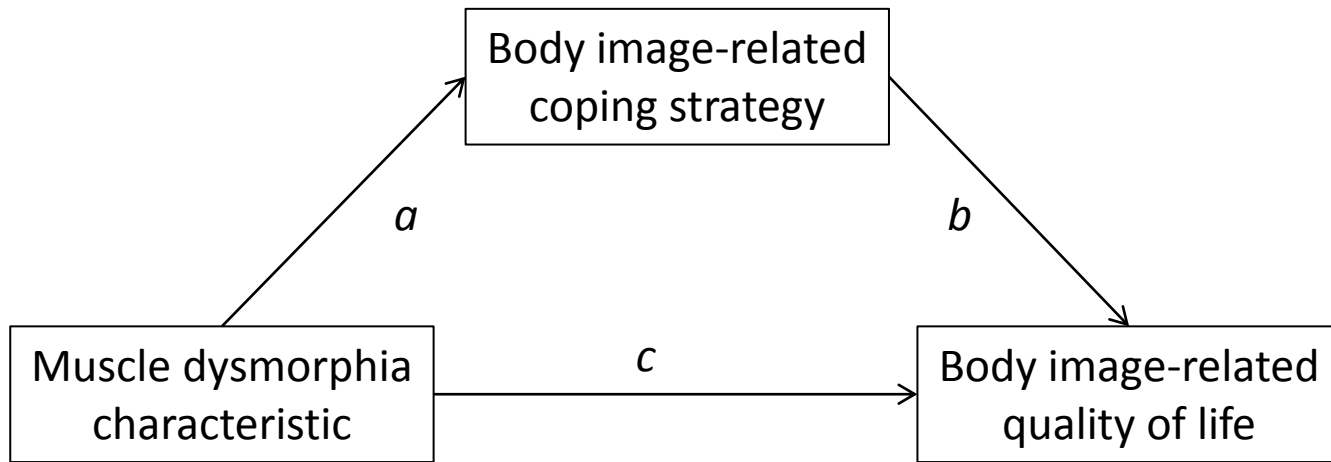 Body image-related
coping strategy
a
b
c
Muscle dysmorphia
characteristic
Body image-related
quality of life